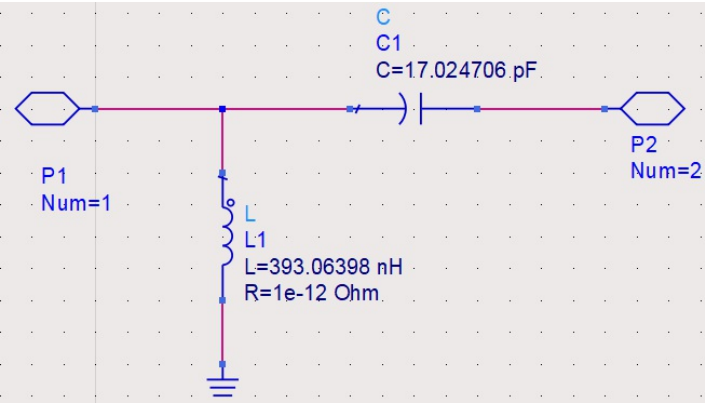 C
C1
C=17.024706 pF
P1
Num=1
P2
Num=2
L
L1
L=393.06398 nH
R=1e-12 Ohm